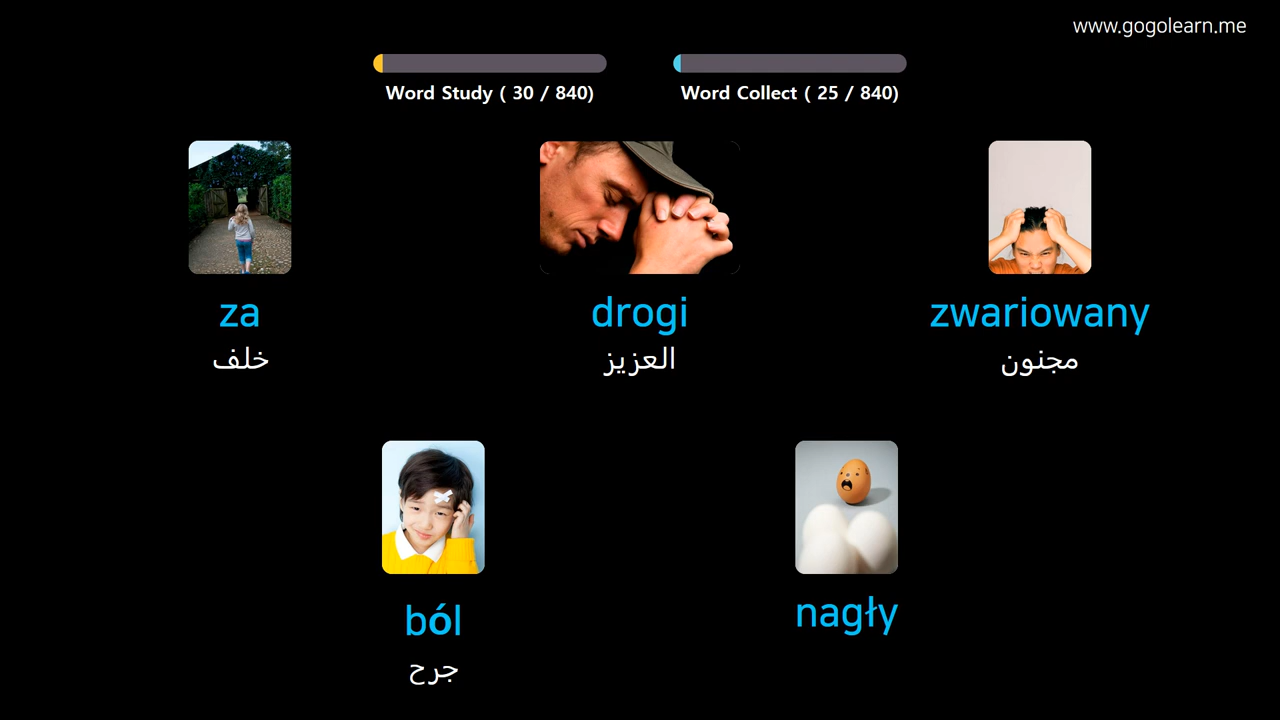 www.gogolearn.me
Word Study ( 30 / 840)
Word Collect ( 25 / 840)
za
خلف
drogi
العزيز
zwariowany
مجنون
ból
جرح
nagły